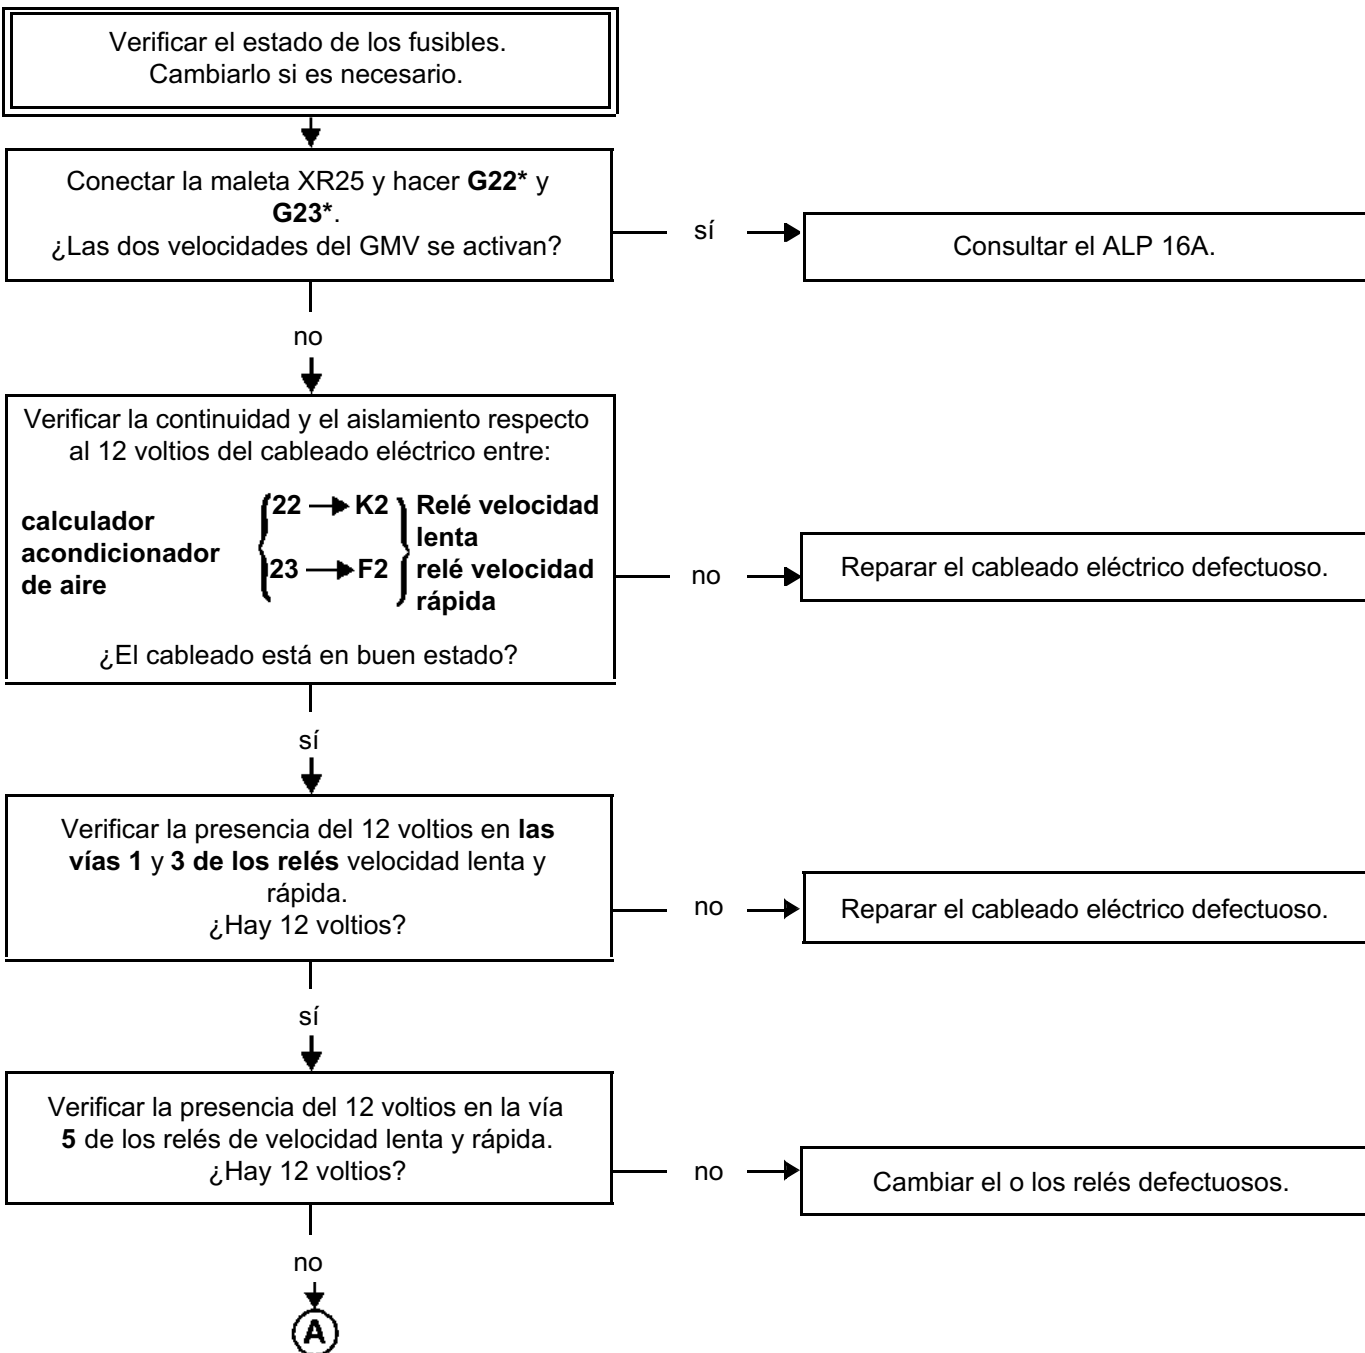 Verificar el estado de los fusibles.
Cambiarlo si es necesario.
Conectar la maleta XR25 y hacer G22* y
G23*.
¿Las dos velocidades del GMV se activan?
sí
Consultar el ALP 16A.
no
Verificar la continuidad y el aislamiento respecto
al 12 voltios del cableado eléctrico entre:
calculador
acondicionador
de aire
22 → K2
23 → F2
Relé velocidad
lenta
relé velocidad
rápida
¿El cableado está en buen estado?
no
Reparar el cableado eléctrico defectuoso.
sí
Verificar la presencia del 12 voltios en las
vías 1 y 3 de los relés velocidad lenta y
rápida.
¿Hay 12 voltios?
no
Reparar el cableado eléctrico defectuoso.
sí
Verificar la presencia del 12 voltios en la vía
5 de los relés de velocidad lenta y rápida.
¿Hay 12 voltios?
no
Cambiar el o los relés defectuosos.
no
A